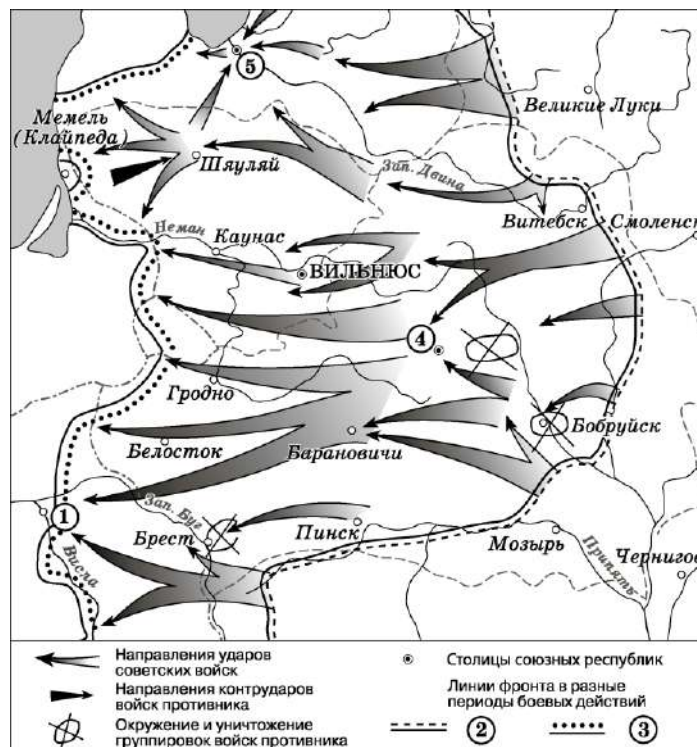 5
Великие Луки
Мемель
(Клайпеда)
Шяуляй
Зап. Двина
Витебск
Смоленск
Неман
Каунас
ВИЛЬНЮС
4
Гродно
Бобруйск
Барановичи
Белосток
1
Зап. Буг
Брест
Пинск
Мозырь
Висла
Припять
Чернигов
Направления ударов
советских войск
Направления контрударов
войск противника
Окружение и уничтожение
группировок войск противника
Столицы союзных республик
Линии фронта в разные
периоды боевых действий
2
3